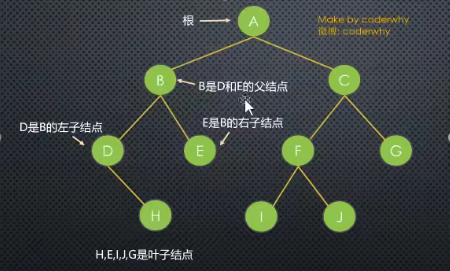 根
A
Make by coderwhy
微博: coderwhy
B
B是D和E的父结点
C
D是B的左子结点
E是B的右子结点
D
E
F
G
H
I
J
H,E,I,J,G是叶子结点